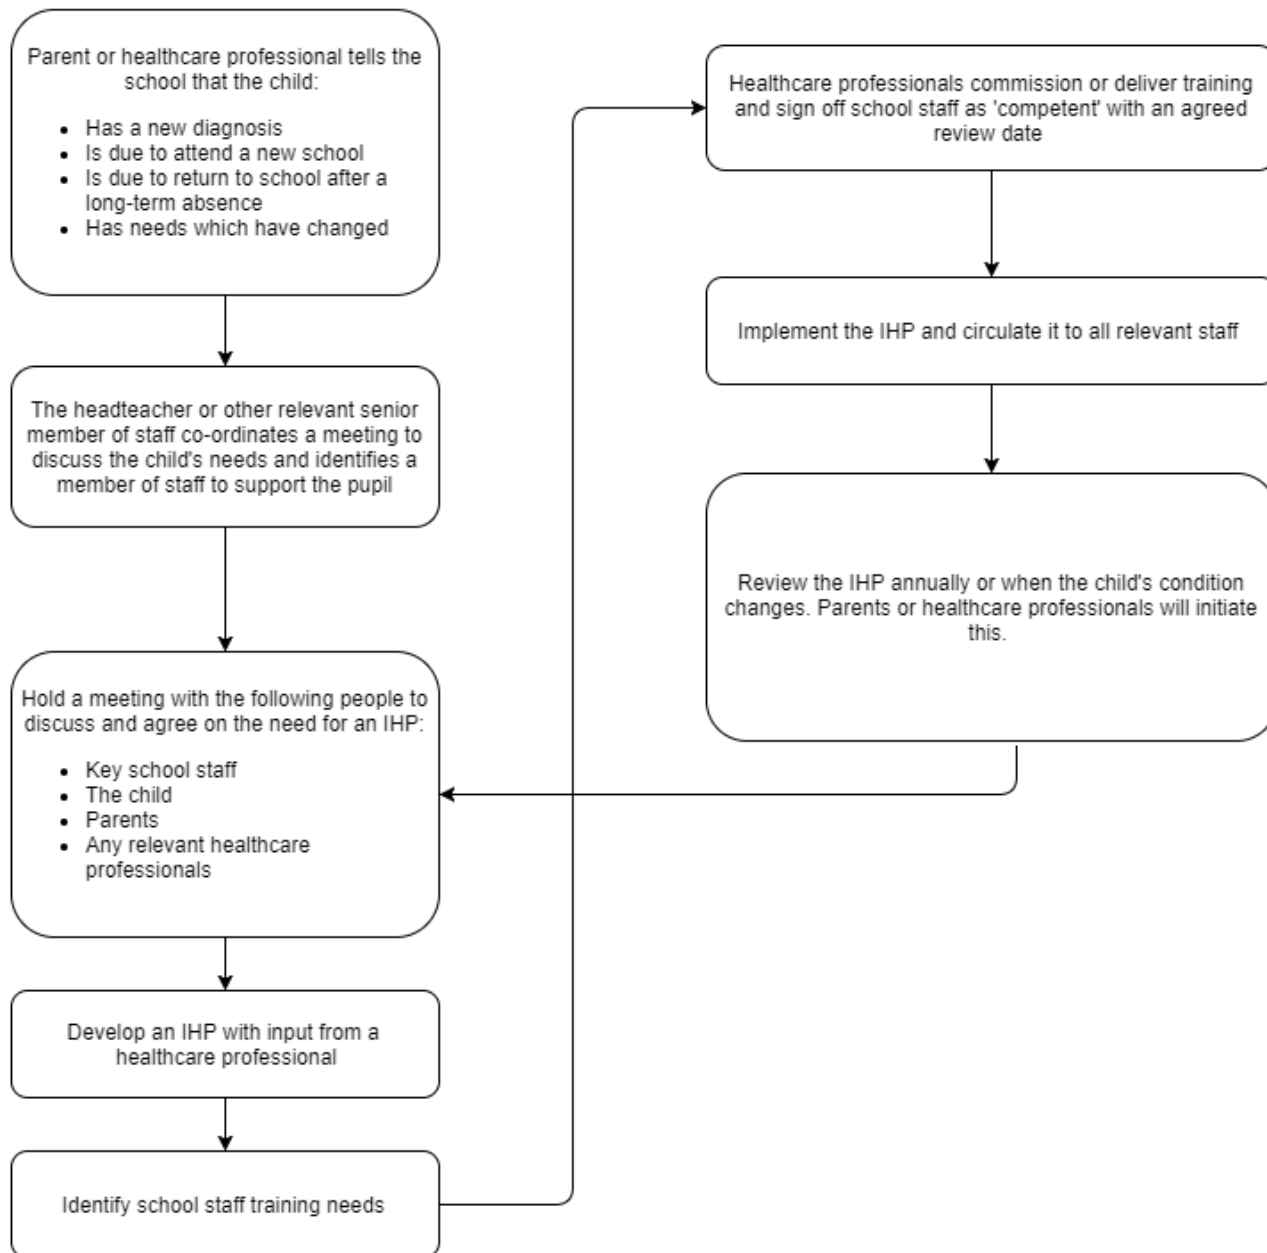 Parent or healthcare professional tells the
school that the child:
• Has a new diagnosis
• Is due to attend a new school
• Is due to return to school after a
long-term absence
• Has needs which have changed
The headteacher or other relevant senior
member of staff co-ordinates a meeting to
discuss the child's needs and identifies a
member of staff to support the pupil
Hold a meeting with the following people to
discuss and agree on the need for an IHP:
• Key school staff
• The child
• Parents
• Any relevant healthcare
professionals
Develop an IHP with input from a
healthcare professional
Identify school staff training needs
Healthcare professionals commission or deliver training
and sign off school staff as 'competent' with an agreed
review date
Implement the IHP and circulate it to all relevant staff
Review the IHP annually or when the child's condition
changes. Parents or healthcare professionals will initiate
this.